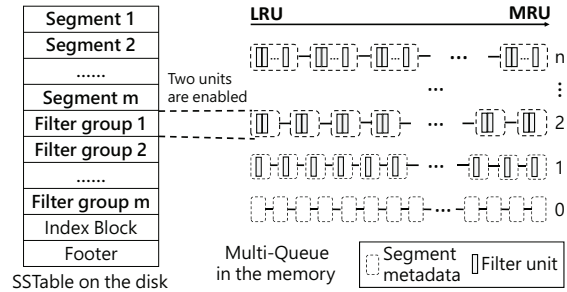 Segment 1
Segment 2
......
Segment m
Filter group 1
Filter group 2
......
Filter group m
Index Block
Footer
SSTable on the disk
Two units
are enabled
LRU
MRU
... ... ... ... ... n
... ⋮
... 2
... 1
... 0
Multi-Queue
in the memory
Segment
metadata
Filter unit